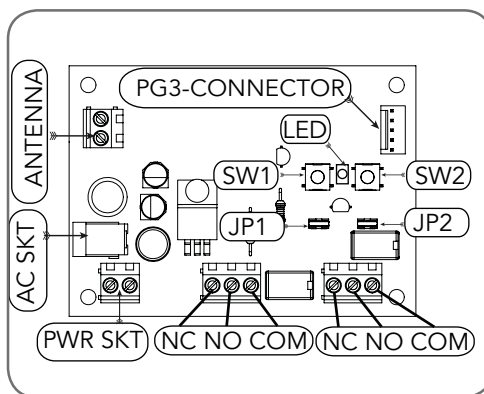 ANTENNA
PG3-CONNECTOR
LED
SW1
SW2
JP1
JP2
AC SKT
PWR SKT
NC NO COM
NC NO COM